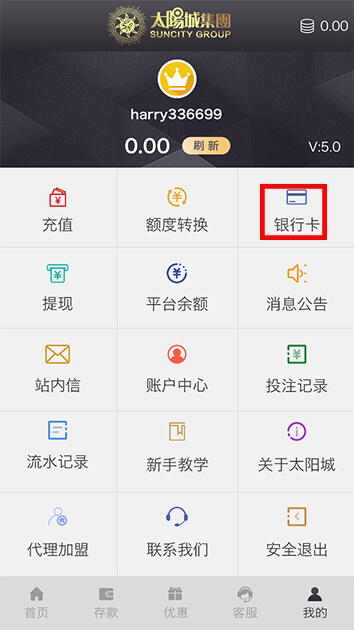 太陽城集團
SUNCITY GROUP
0.00
harry336699
0.00 刷新
V:5.0
充值
额度转换
银行卡
提现
平台余额
消息公告
站内信
账户中心
投注记录
流水记录
新手教学
关于太阳城
代理加盟
联系我们
安全退出
首页
存款
优惠
客服
我的